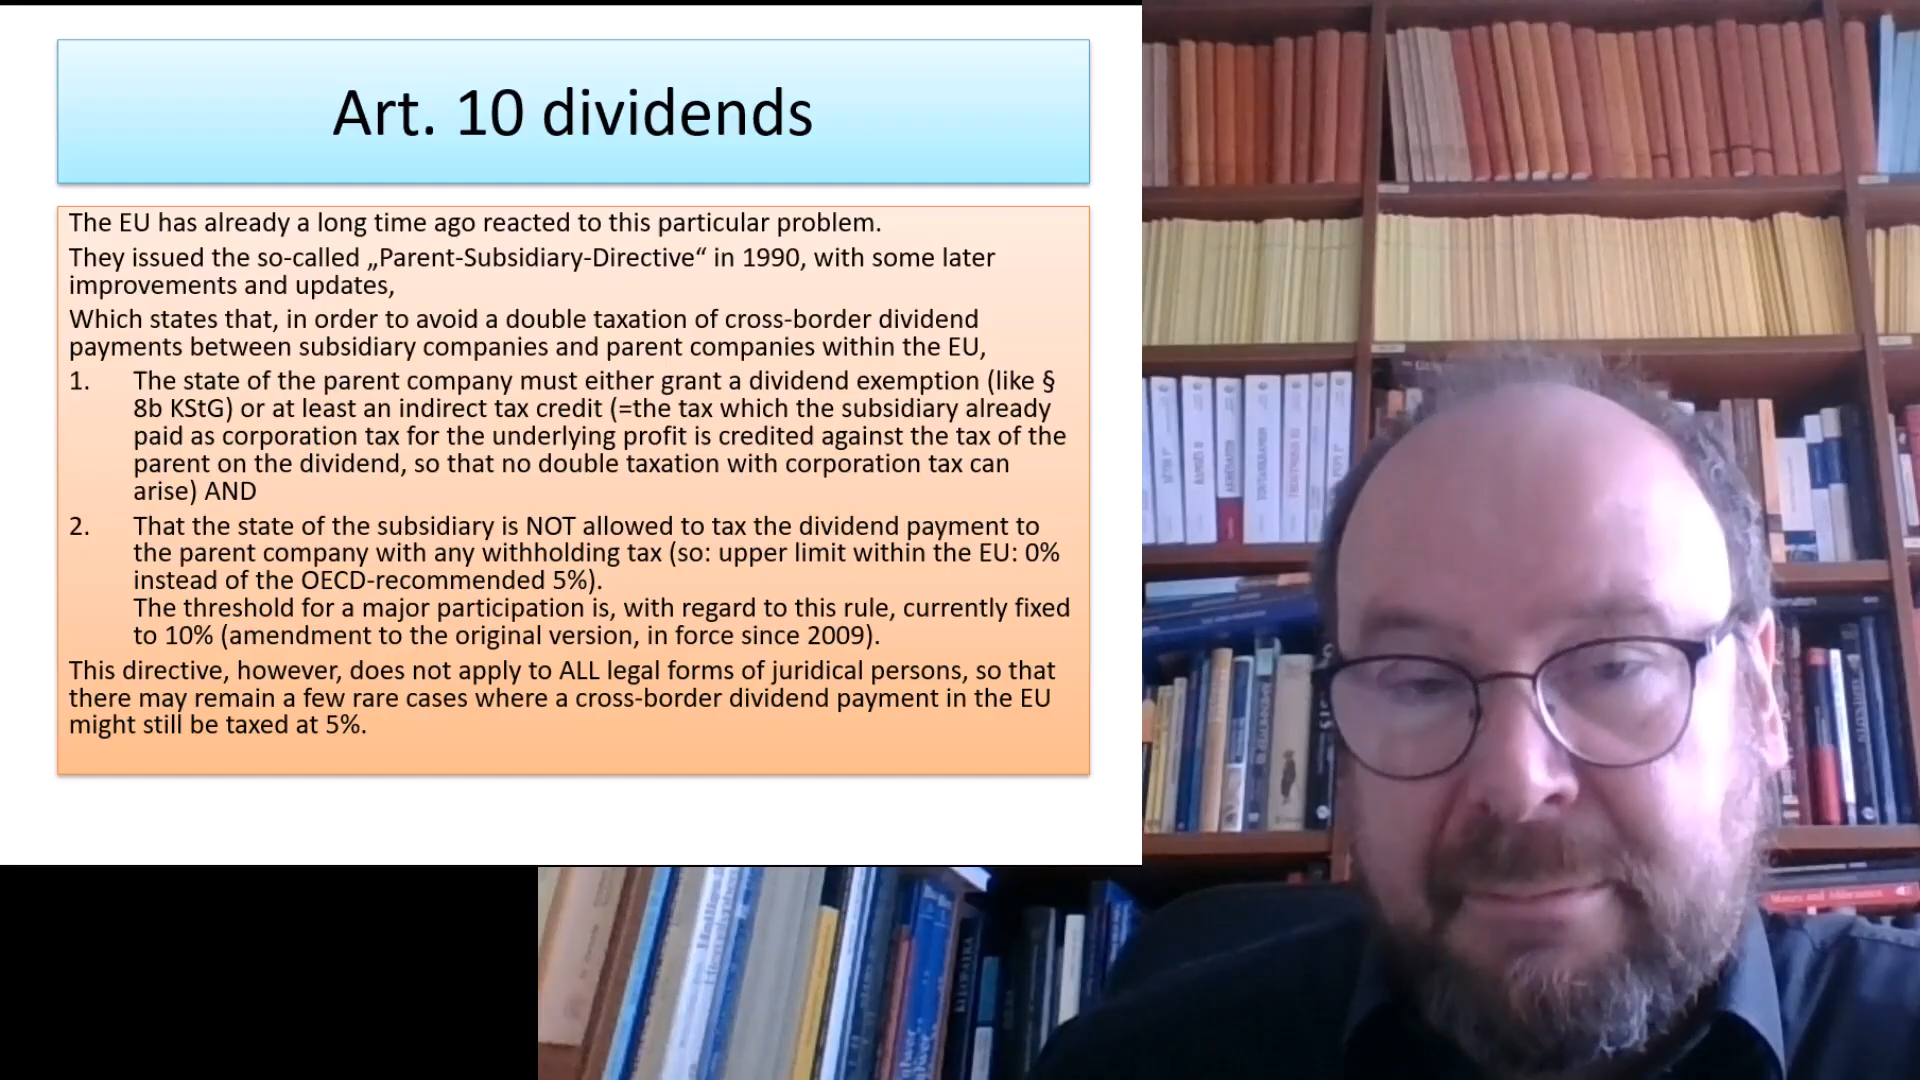 Art. 10 dividends
The EU has already a long time ago reacted to this particular problem.
They issued the so-called „Parent-Subsidiary-Directive“ in 1990, with some later
improvements and updates,
Which states that, in order to avoid a double taxation of cross-border dividend
payments between subsidiary companies and parent companies within the EU,
1. The state of the parent company must either grant a dividend exemption (like §
8b KStG) or at least an indirect tax credit (=the tax which the subsidiary already
paid as corporation tax for the underlying profit is credited against the tax of the
parent on the dividend, so that no double taxation with corporation tax can
arise) AND
2. That the state of the subsidiary is NOT allowed to tax the dividend payment to
the parent company with any withholding tax (so: upper limit within the EU: 0%
instead of the OECD-recommended 5%).
The threshold for a major participation is, with regard to this rule, currently fixed
to 10% (amendment to the original version, in force since 2009).
This directive, however, does not apply to ALL legal forms of juridical persons, so that
there may remain a few rare cases where a cross-border dividend payment in the EU
might still be taxed at 5%.